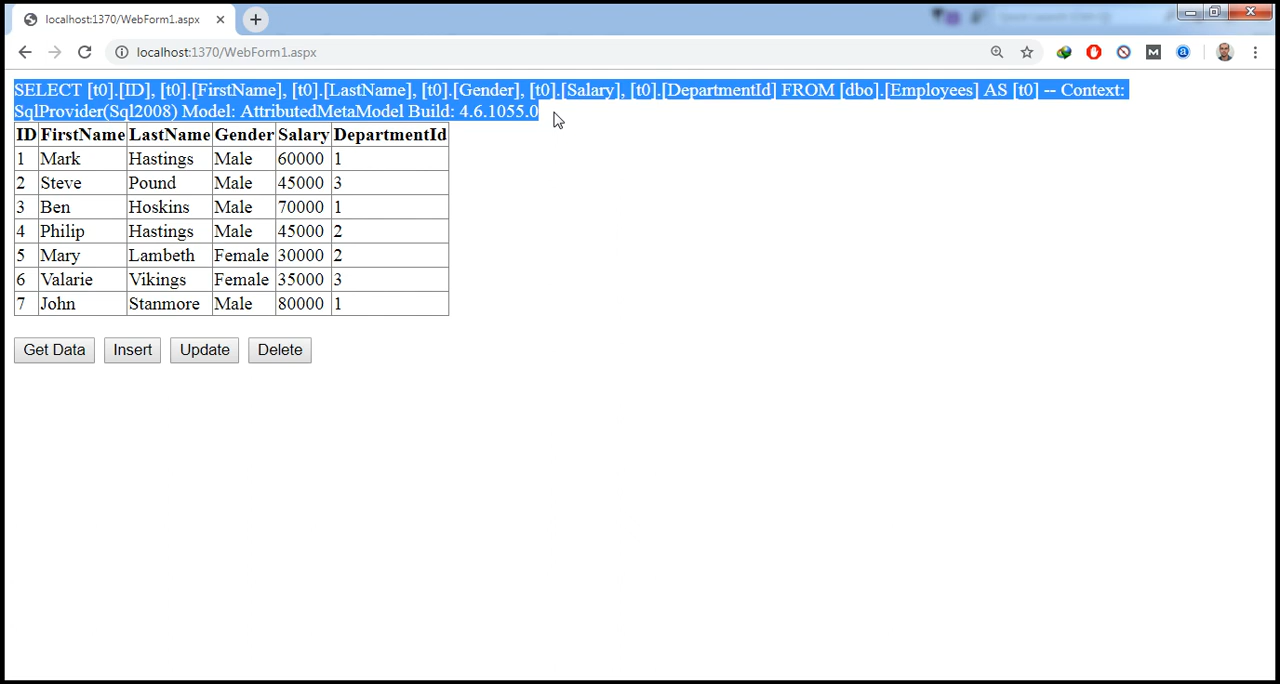 localhost:1370/WebForm1.aspx
localhost:1370/WebForm1.aspx
SELECT [t0].[ID], [t0].[FirstName], [t0].[LastName], [t0].[Gender], [t0].[Salary], [t0].[DepartmentId] FROM [dbo].[Employees] AS [t0] -- Context:
SqlProvider(Sql2008) Model: AttributedMetaModel Build: 4.6.1055.0
ID FirstName LastName Gender Salary DepartmentId
1 Mark Hastings Male 60000 1
2 Steve Pound Male 45000 3
3 Ben Hoskins Male 70000 1
4 Philip Hastings Male 45000 2
5 Mary Lambeth Female 30000 2
6 Valarie Vikings Female 35000 3
7 John Stanmore Male 80000 1
Get Data Insert Update Delete